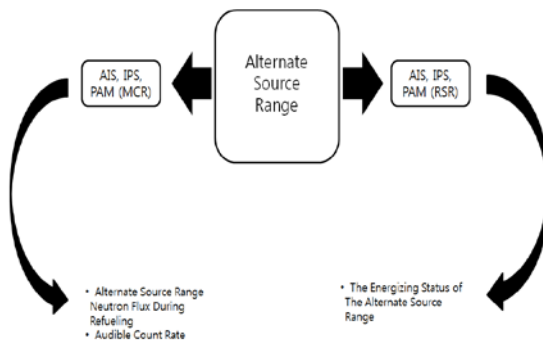 Alternate
Source
Range
AIS, IPS,
PAM (MCR)
AIS, IPS,
PAM (RSR)
• Alternate Source Range
Neutron Flux During
Refueling
• Audible Count Rate
• The Energizing Status of
The Alternate Source
Range